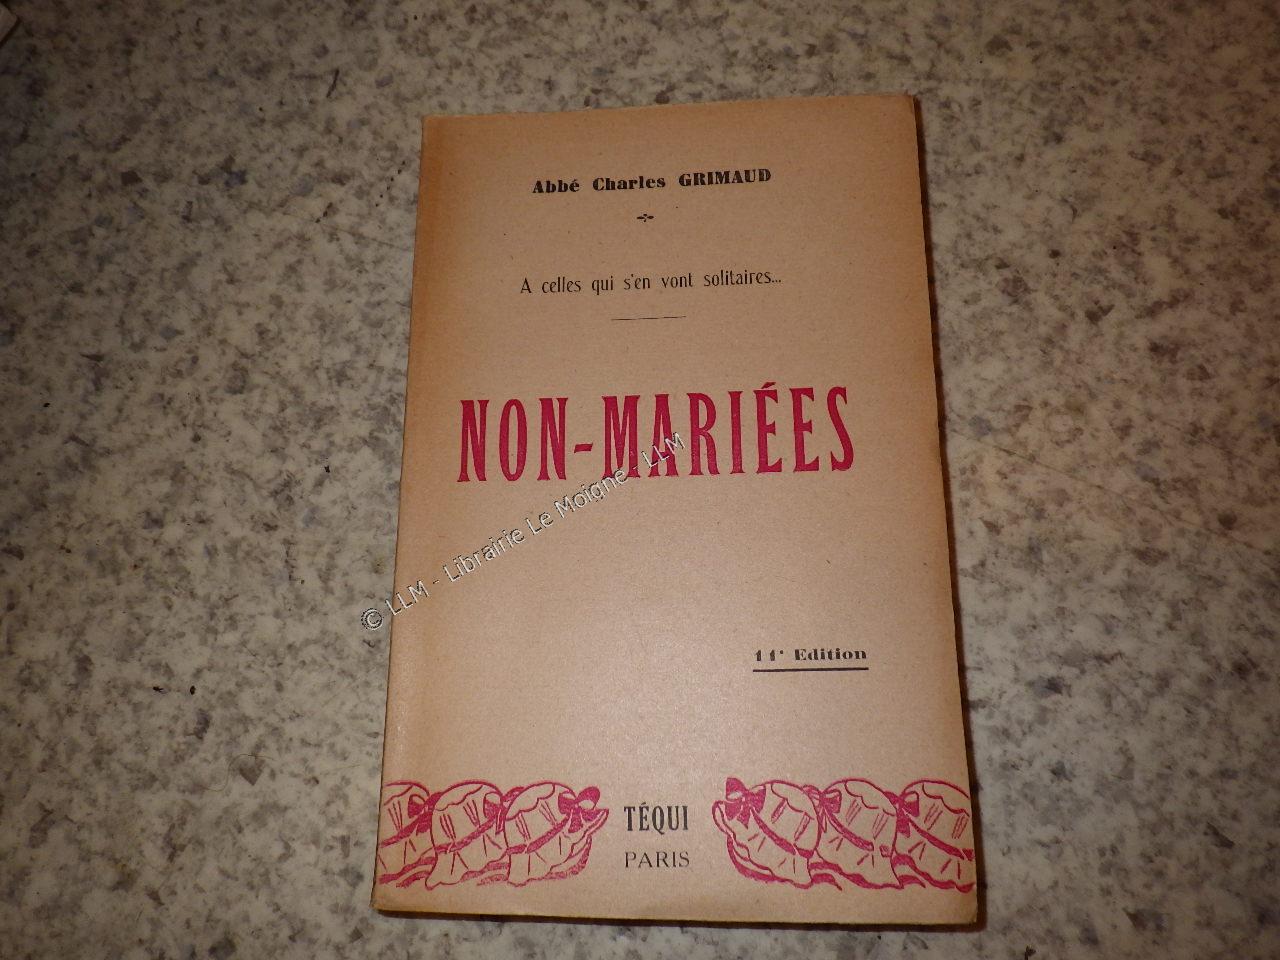 Abbé Charles GRIMAUD
A celles qui s'en vont solitaires...
NON-MARIÉES
© LLM - Librairie Le Moigne - LLM
11e Edition
TÉQUI
PARIS